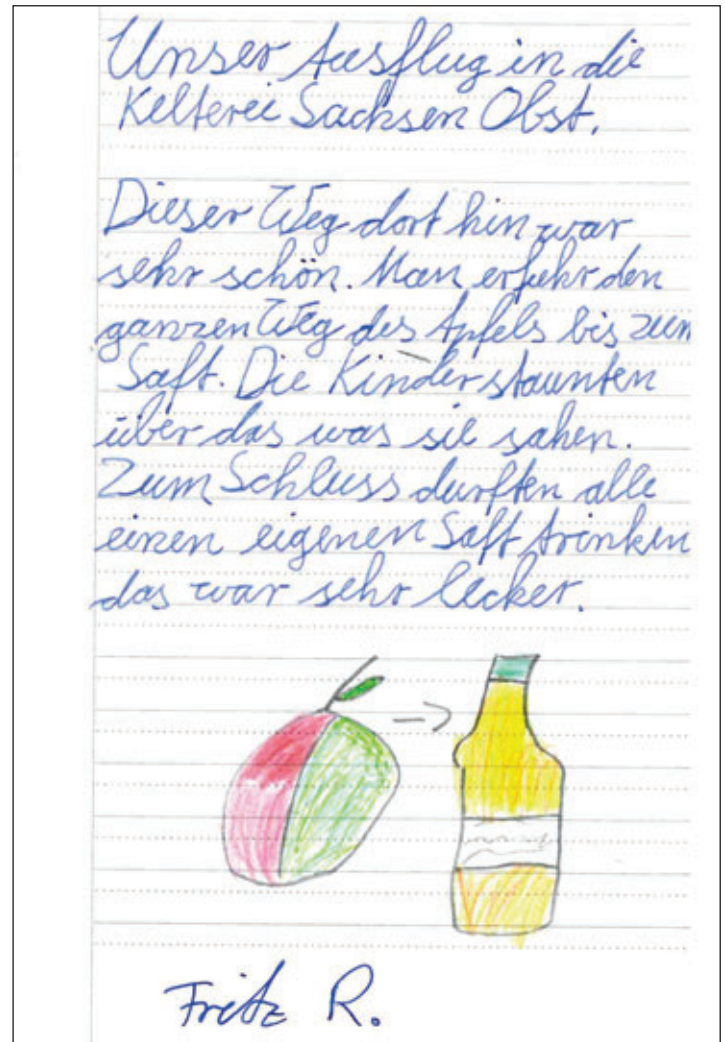 Unser Ausflug in die
Kelterei Sachsen Obst.
Dieser Weg dort hin war
sehr schön. Man erfuhr den
ganzen Weg des Apfels bis zum
Saft. Die Kinder staunten
über das was sie sahen.
Zum Schluss durften alle
einen eigenen Saft trinken
das war sehr lecker.
Fritz R.